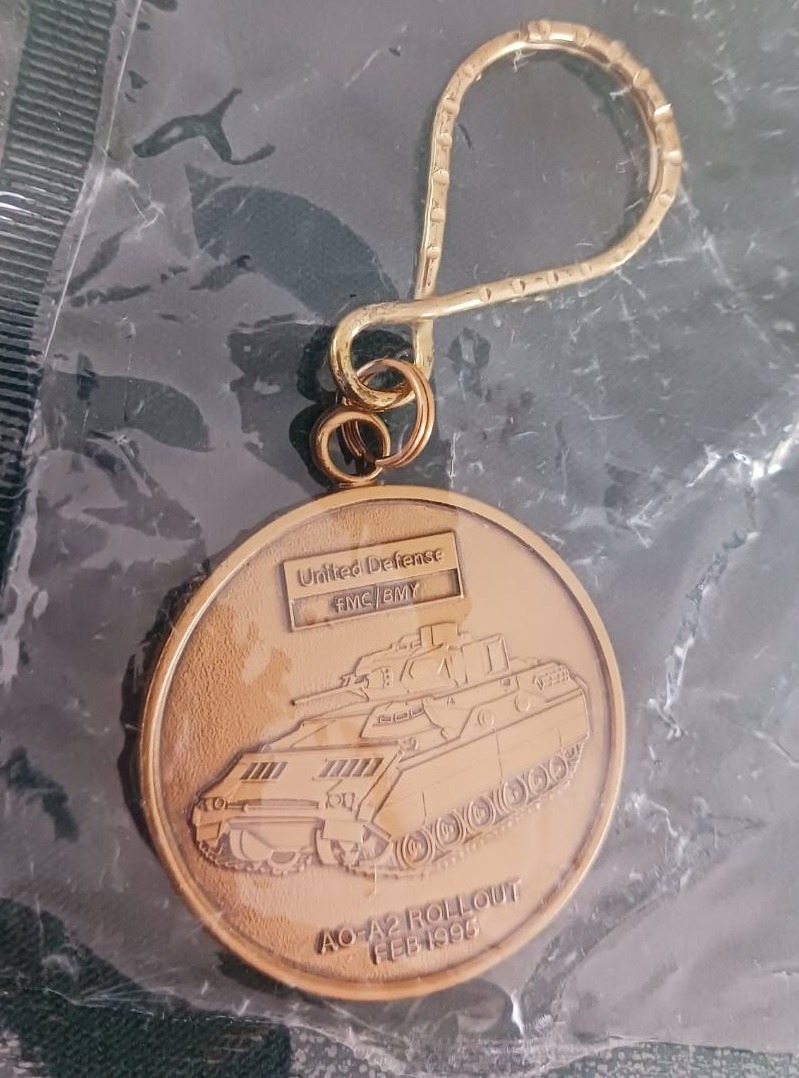 United Defense
FMC/BMY
AO-A2 ROLLOUT
FEB 1995